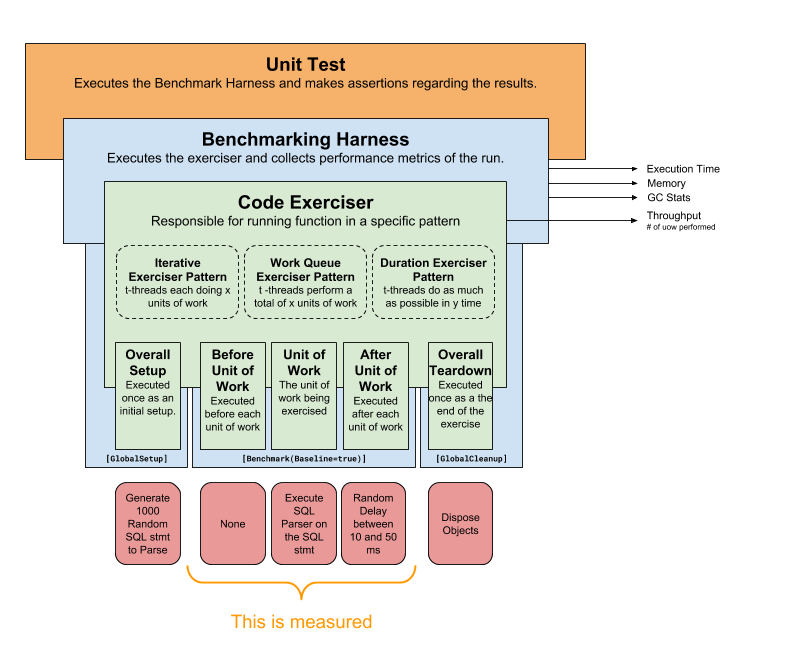 Unit Test
Executes the Benchmark Harness and makes assertions regarding the results.
Benchmarking Harness
Executes the exerciser and collects performance metrics of the run.
Execution Time
Memory
GC Stats
Throughput
# of uow performed
Code Exerciser
Responsible for running function in a specific pattern
Iterative
Exerciser Pattern
t-threads each doing x
units of work
Work Queue
Exerciser Pattern
t -threads perform a
total of x units of work
Duration Exerciser
Pattern
t-threads do as much
as possible in y time
Overall
Setup
Executed
once as an
initial setup.
Before
Unit of
Work
Executed
before each
unit of work
Unit of
Work
The unit of
work being
exercised
After
Unit of
Work
Executed
after each
unit of work
Overall
Teardown
Executed
once as a the
end of the
exercise
[GlobalSetup]
[Benchmark(Baseline=true)]
[GlobalCleanup]
Generate
1000
Random
SQL stmt
to Parse
None
Execute
SQL
Parser on
the SQL
stmt
Random
Delay
between
10 and 50
ms
Dispose
Objects
This is measured